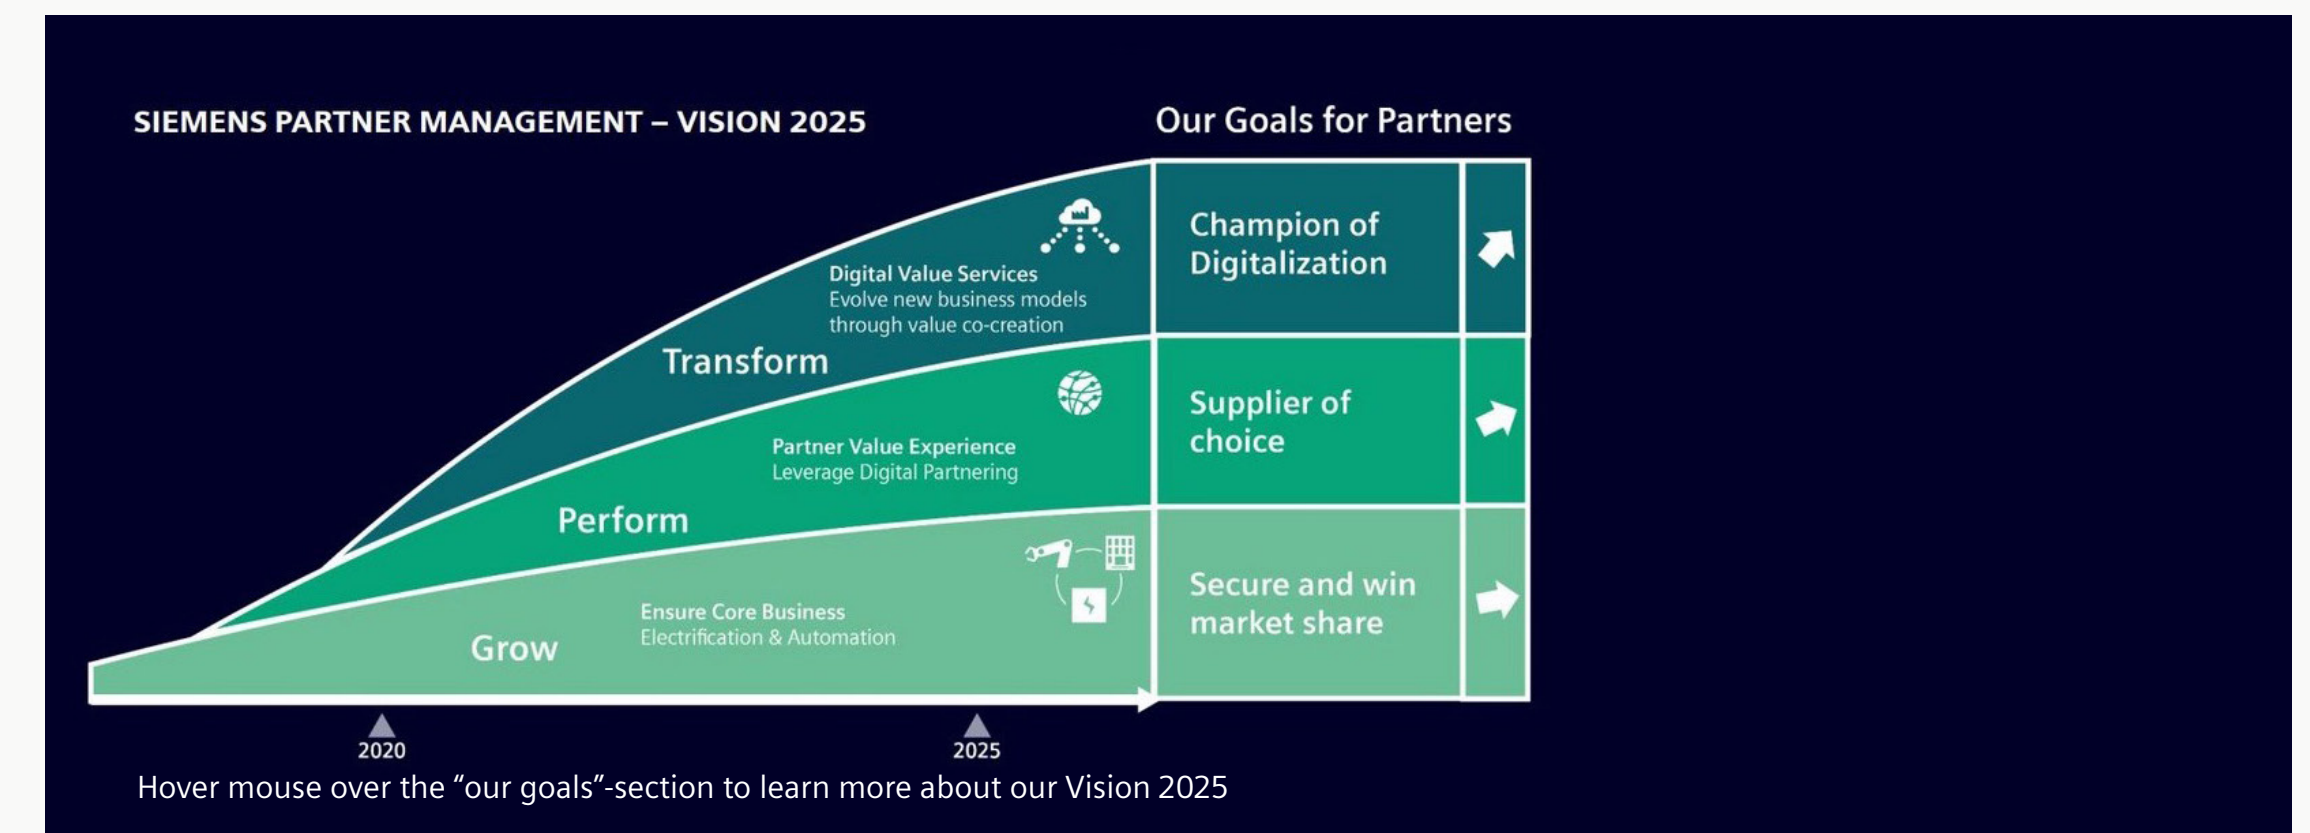 SIEMENS PARTNER MANAGEMENT – VISION 2025
Our Goals for Partners
Champion of
Digitalization
Digital Value Services
Evolve new business models
through value co-creation
Transform
Supplier of
choice
Partner Value Experience
Leverage Digital Partnering
Perform
Secure and win
market share
Ensure Core Business
Electrification & Automation
Grow
2020
2025
Hover mouse over the “our goals”-section to learn more about our Vision 2025